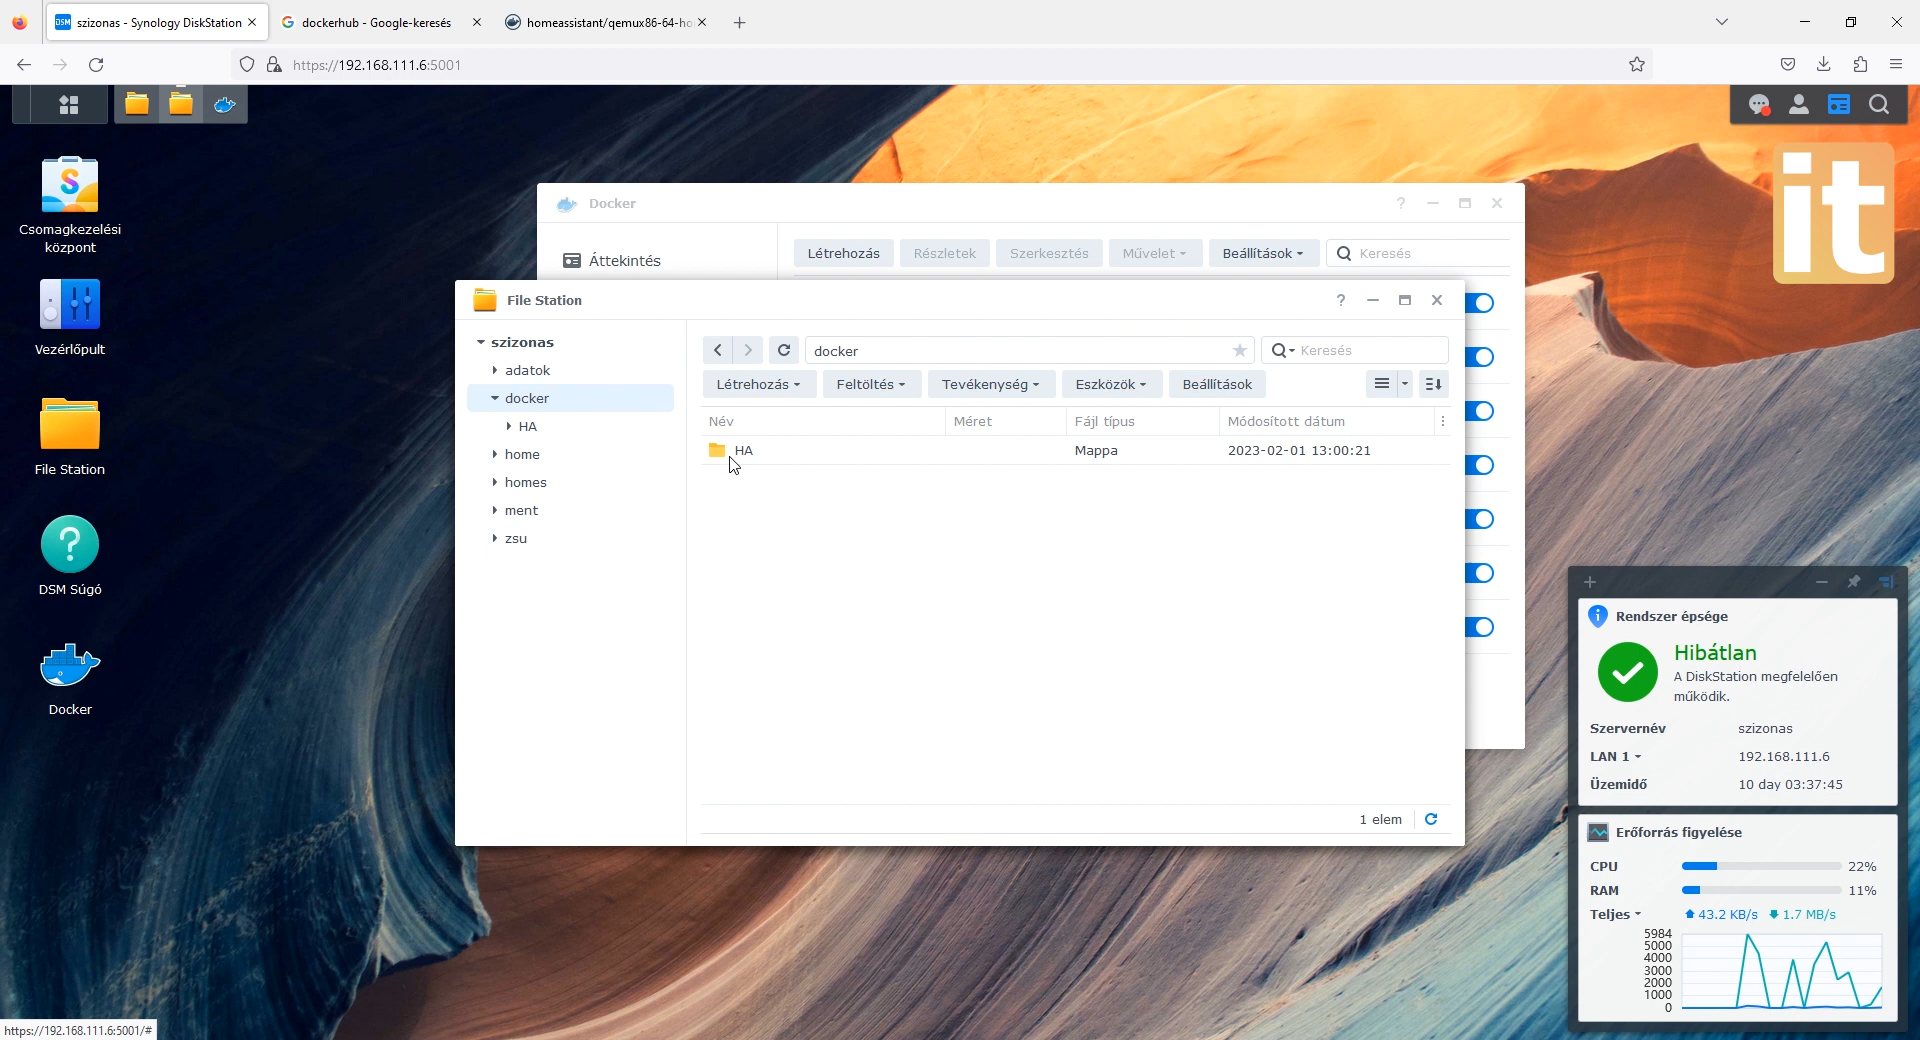 szizonas - Synology DiskStation
dockerhub - Google-keresés
homeassistant/qemux86-64-ho
https://192.168.111.6:5001
it
Csomagkezelési
központ
Vezérlőpult
File Station
DSM Súgó
Docker
Docker
Áttekintés
Létrehozás
Részletek
Szerkesztés
Művelet
Beállítások
Keresés
File Station
szizonas
adatok
docker
HA
home
homes
ment
zsu
docker
Keresés
Létrehozás
Feltöltés
Tevékenység
Eszközök
Beállítások
Név
Méret
Fájl típus
Módosított dátum
HA
Mappa
2023-02-01 13:00:21
1 elem
Rendszer épsége
Hibátlan
A DiskStation megfelelően
működik.
Szervernév szizonas
LAN 1 192.168.111.6
Üzemidő 10 day 03:37:45
Erőforrás figyelése
CPU 22%
RAM 11%
Teljes 43.2 KB/s 1.7 MB/s
5984
5000
4000
3000
2000
1000
0
https://192.168.111.6:5001/#